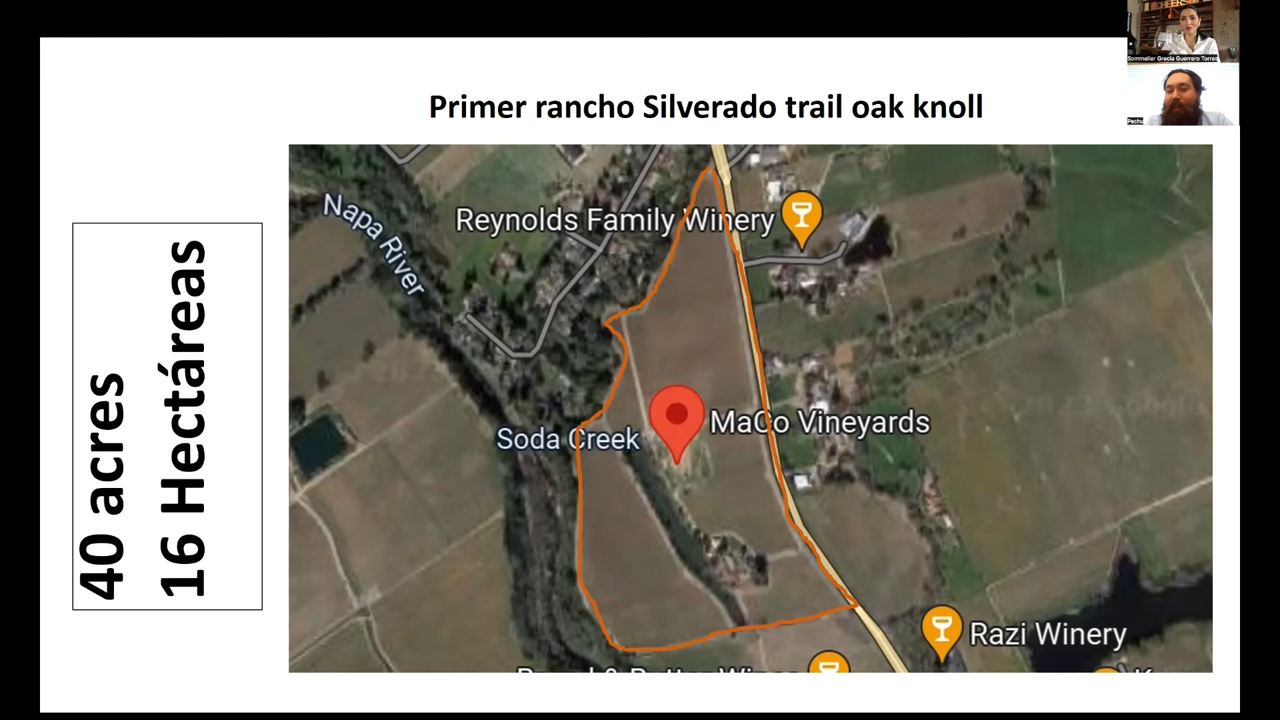 Sommelier Grecia Guerrero Torres
Pechu
Primer rancho Silverado trail oak knoll
40 acres
16 Hectáreas
Napa River
Reynolds Family Winery
MaCo Vineyards
Soda Creek
Razi Winery